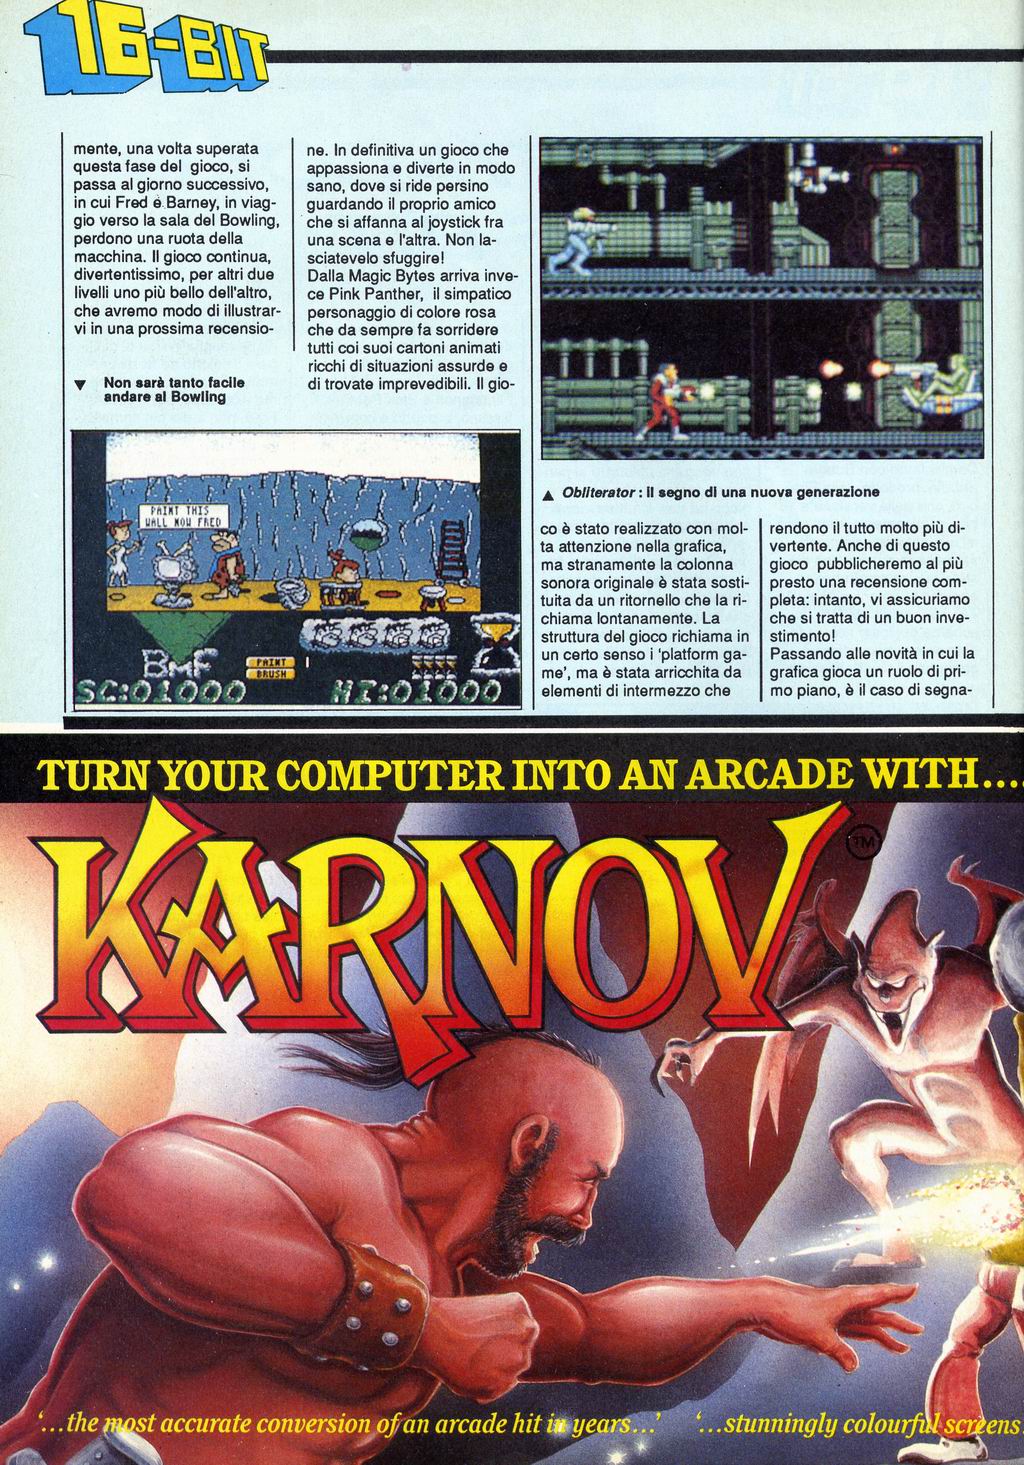 16-BIT
mente, una volta superata
questa fase del gioco, si
passa al giorno successivo,
in cui Fred e Barney, in viag-
gio verso la sala del Bowling,
perdono una ruota della
macchina. Il gioco continua,
divertentissimo, per altri due
livelli uno più bello dell'altro,
che avremo modo di illustrar-
vi in una prossima recensio-
▼ Non sarà tanto facile
andare al Bowling
ne. In definitiva un gioco che
appassiona e diverte in modo
sano, dove si ride persino
guardando il proprio amico
che si affanna al joystick fra
una scena e l'altra. Non la-
sciatevelo sfuggire!
Dalla Magic Bytes arriva inve-
ce Pink Panther, il simpatico
personaggio di colore rosa
che da sempre fa sorridere
tutti coi suoi cartoni animati
ricchi di situazioni assurde e
di trovate imprevedibili. Il gio-
PAINT THIS
WALL NOW FRED
BMF
PAINT
BRUSH
SC:01000
HI:01000
▲ Obliterator : Il segno di una nuova generazione
co è stato realizzato con mol-
ta attenzione nella grafica,
ma stranamente la colonna
sonora originale è stata sosti-
tuita da un ritornello che la ri-
chiama lontanamente. La
struttura del gioco richiama in
un certo senso i 'platform ga-
me', ma è stata arricchita da
elementi di intermezzo che
rendono il tutto molto più di-
vertente. Anche di questo
gioco pubblicheremo al più
presto una recensione com-
pleta: intanto, vi assicuriamo
che si tratta di un buon inve-
stimento!
Passando alle novità in cui la
grafica gioca un ruolo di pri-
mo piano, è il caso di segna-
TURN YOUR COMPUTER INTO AN ARCADE WITH....
KARNOV
TM
'...the most accurate conversion of an arcade hit in years...' '...stunningly colourful screens